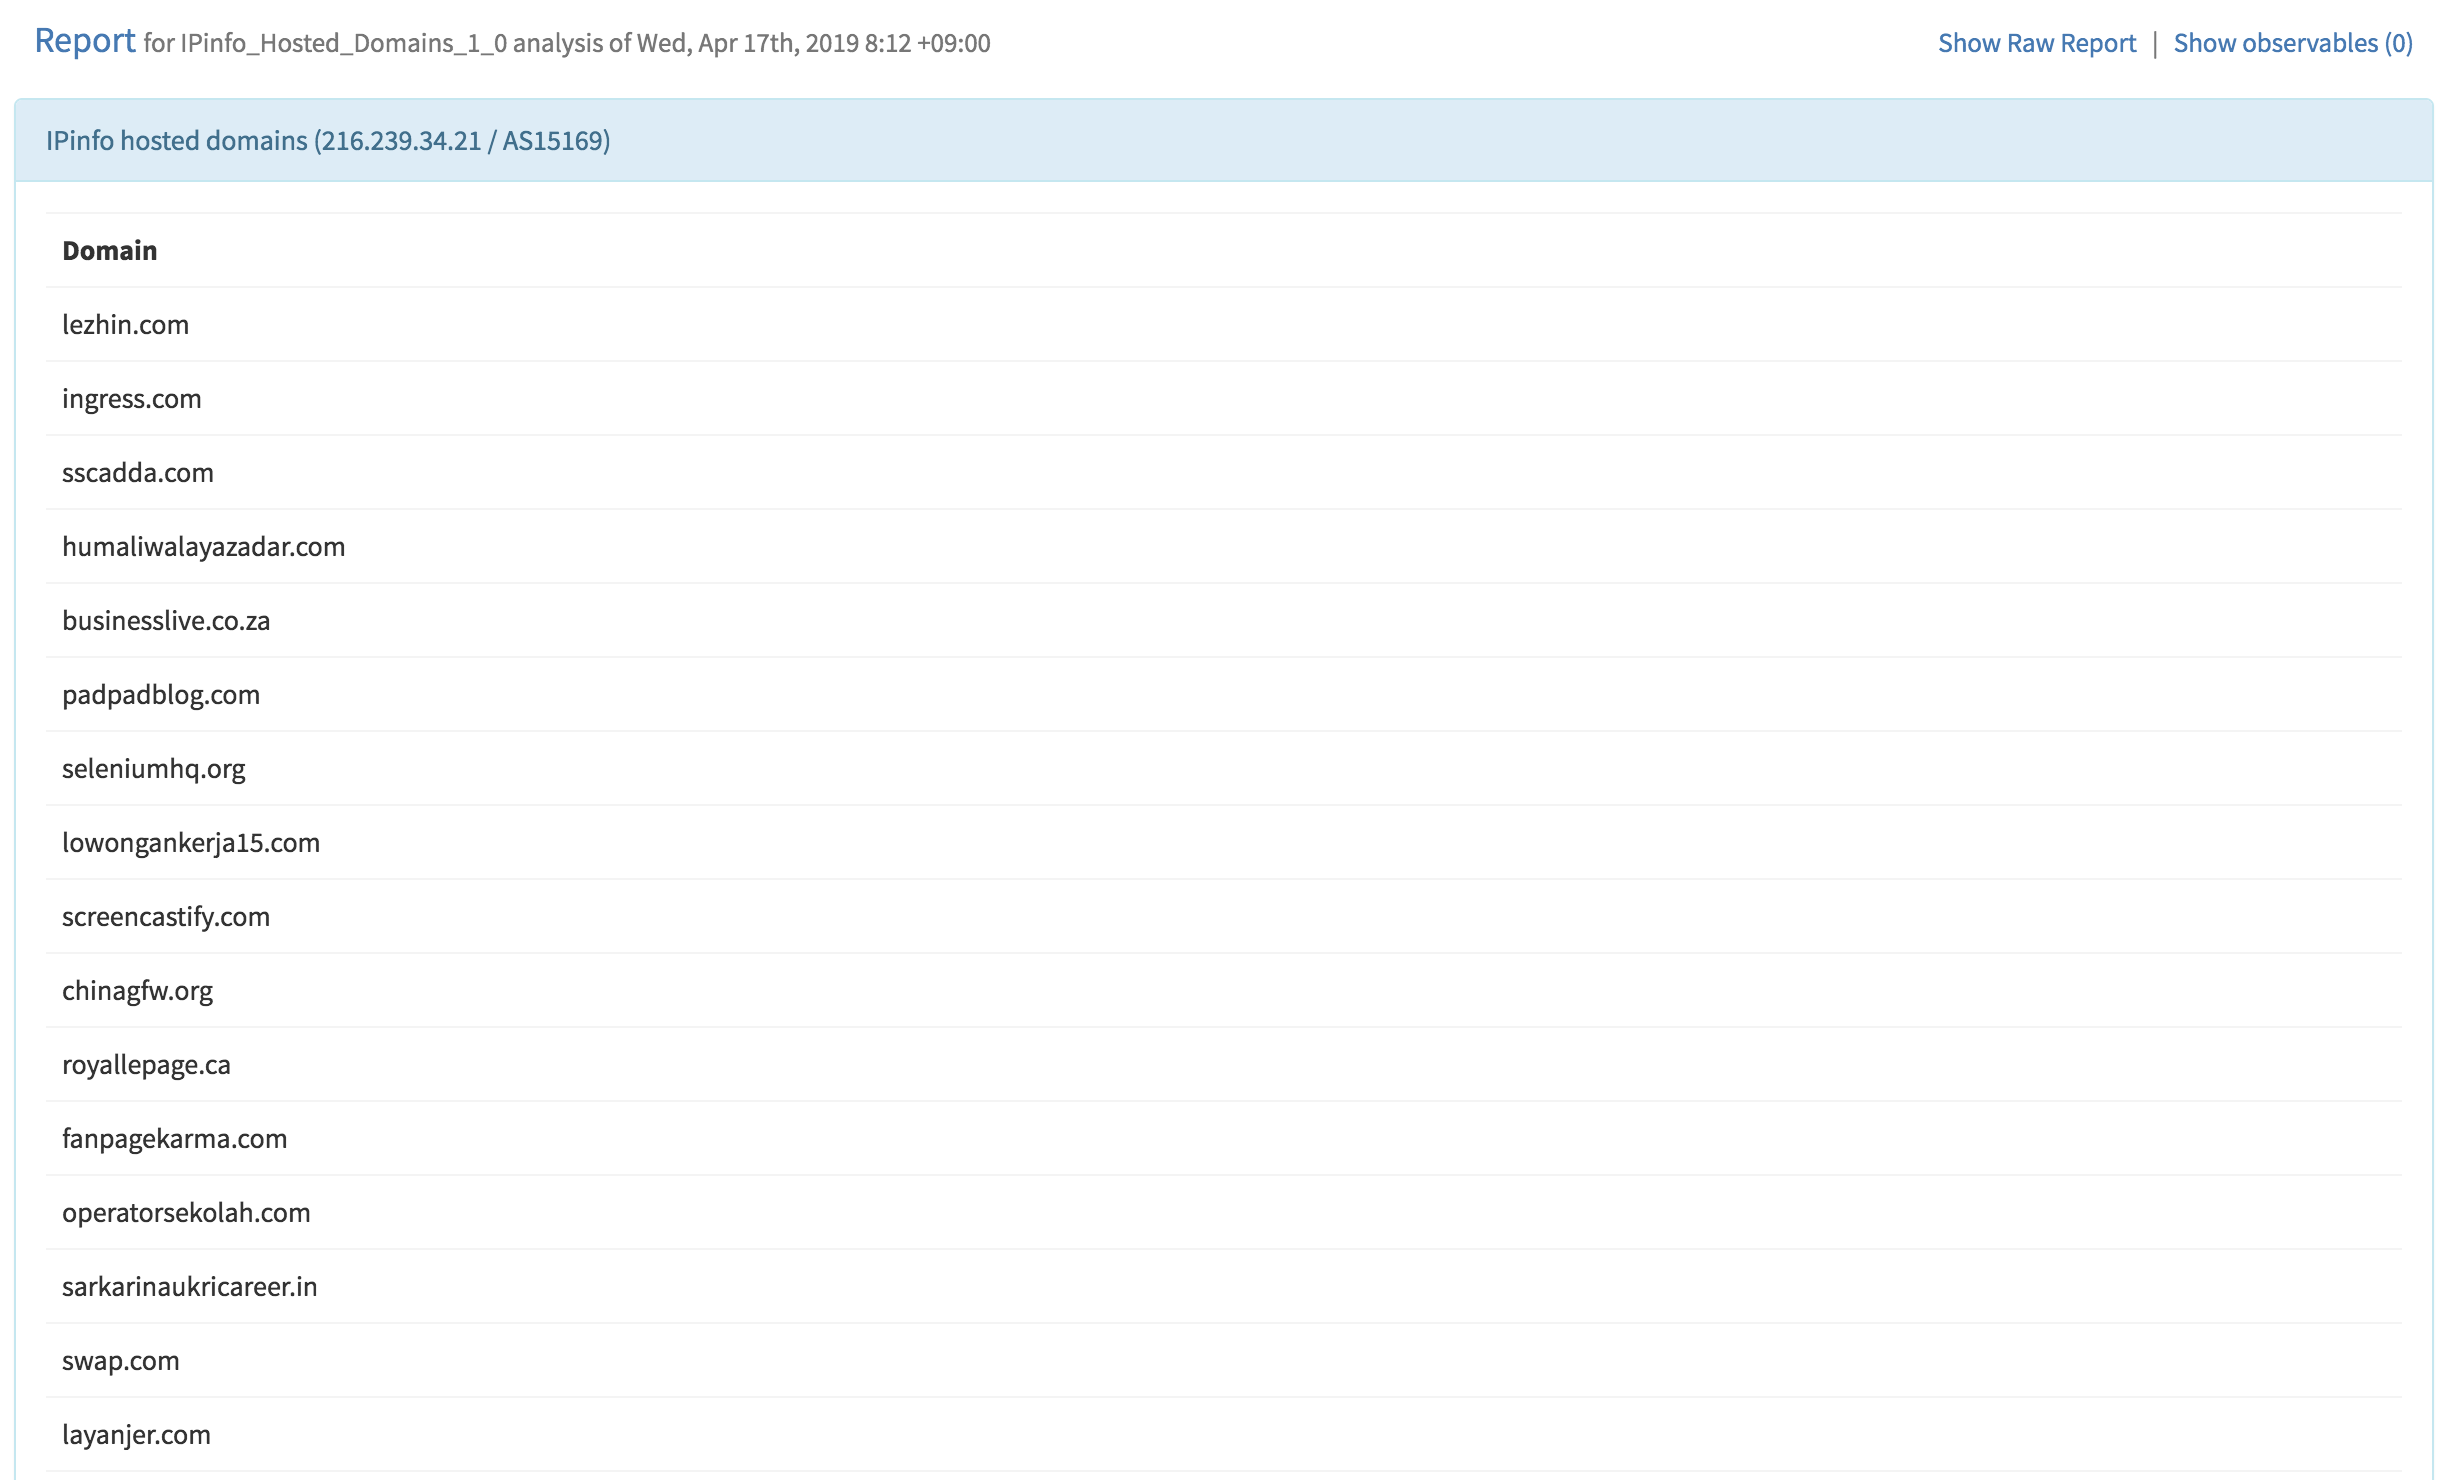 Report for IPinfo_Hosted_Domains_1_0 analysis of Wed, Apr 17th, 2019 8:12 +09:00
Show Raw Report | Show observables (0)
IPinfo hosted domains (216.239.34.21 / AS15169)
Domain
lezhin.com
ingress.com
sscadda.com
humaliwalayazadar.com
businesslive.co.za
padpadblog.com
seleniumhq.org
lowongankerja15.com
screencastify.com
chinagfw.org
royallepage.ca
fanpagekarma.com
operatorsekolah.com
sarkarinaukricareer.in
swap.com
layanjer.com